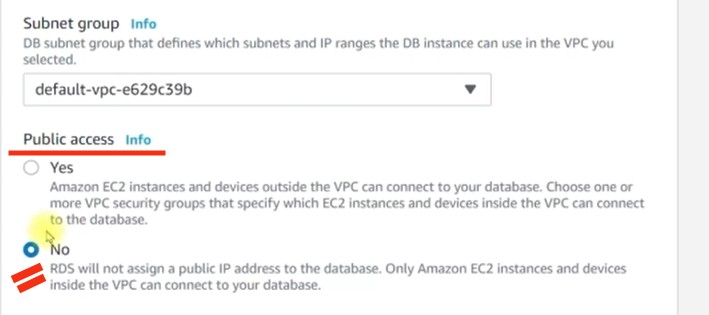 Subnet group Info
DB subnet group that defines which subnets and IP ranges the DB instance can use in the VPC you
selected.
default-vpc-e629c39b
Public access Info
Yes
Amazon EC2 instances and devices outside the VPC can connect to your database. Choose one or
more VPC security groups that specify which EC2 instances and devices inside the VPC can connect
to the database.
No
RDS will not assign a public IP address to the database. Only Amazon EC2 instances and devices
inside the VPC can connect to your database.